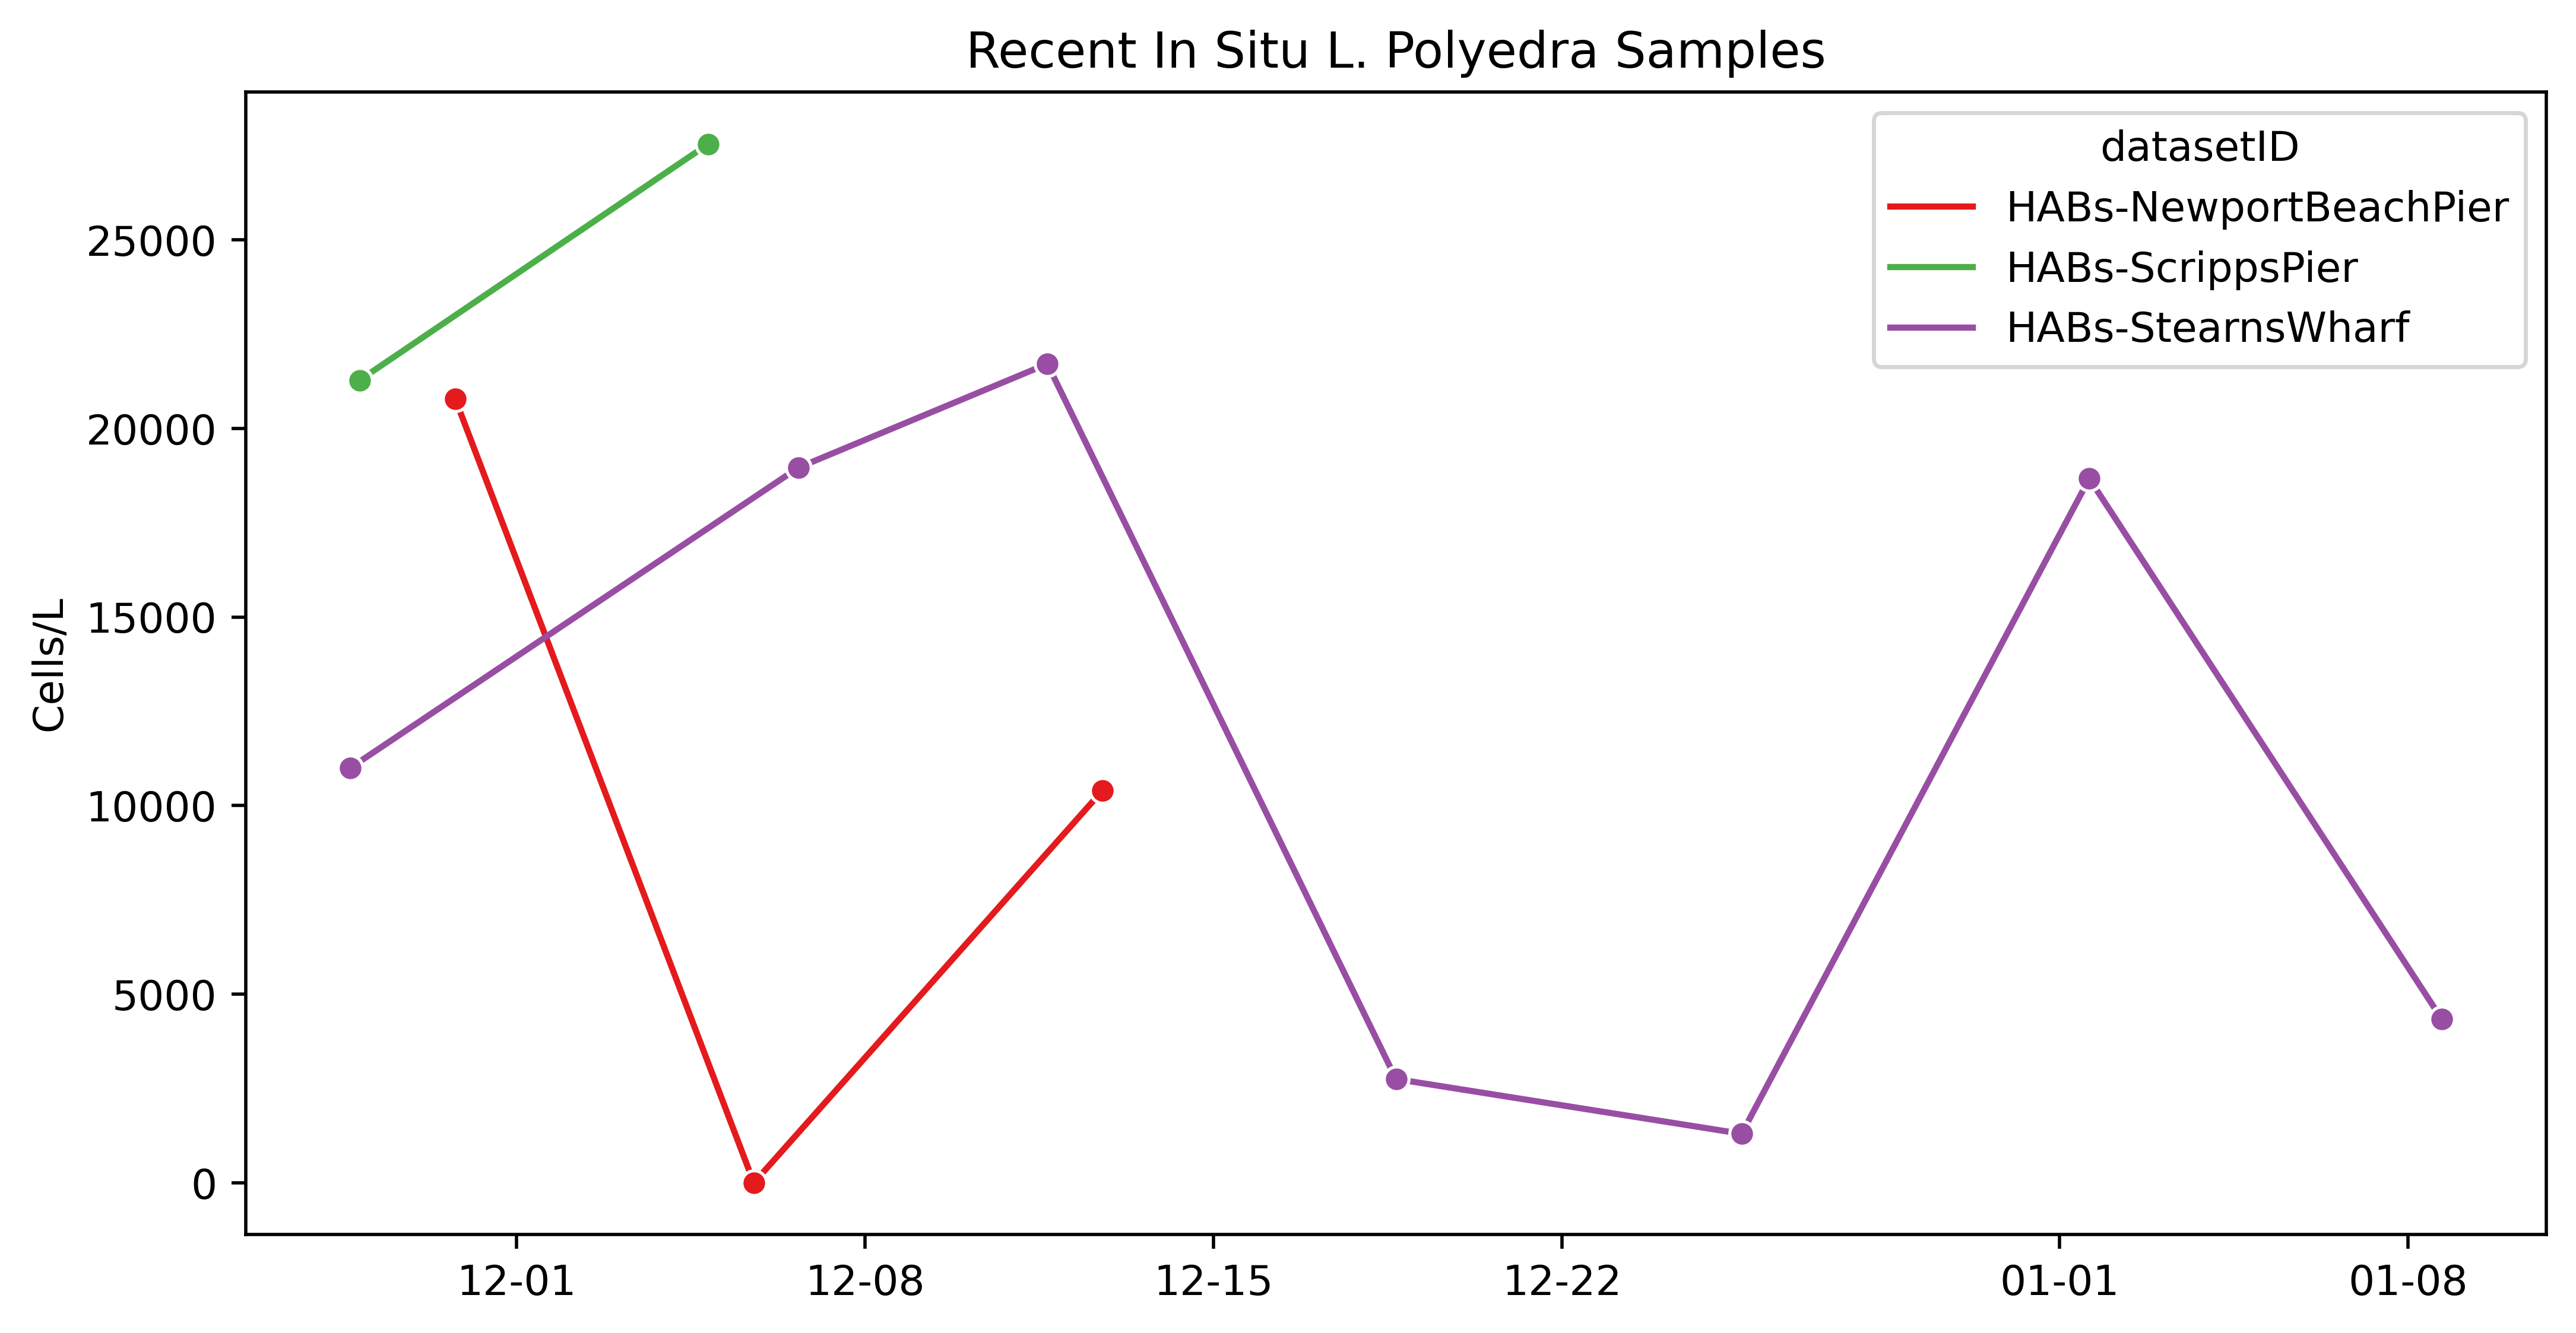 Recent In Situ L. Polyedra Samples
datasetID
HABs-NewportBeachPier
HABs-ScrippsPier
HABs-StearnsWharf
Cells/L
25000
20000
15000
10000
5000
0
12-01
12-08
12-15
12-22
01-01
01-08